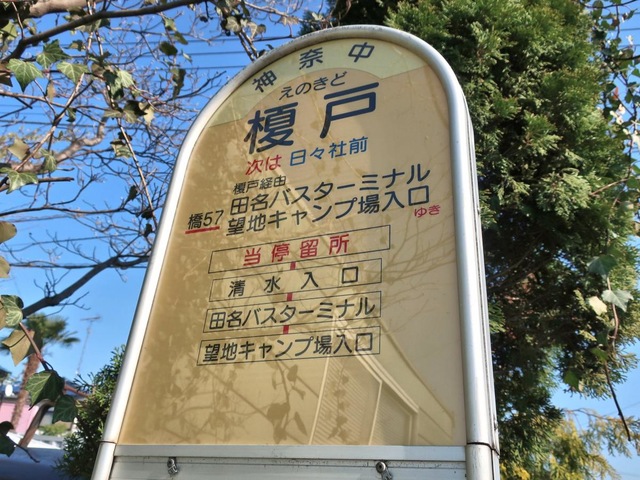 神奈中
えのきど
榎戸
次は 日々社前
榎戸経由
橋57 田名バスターミナル
望地キャンプ場入口 ゆき
当停留所
清水入口
田名バスターミナル
望地キャンプ場入口